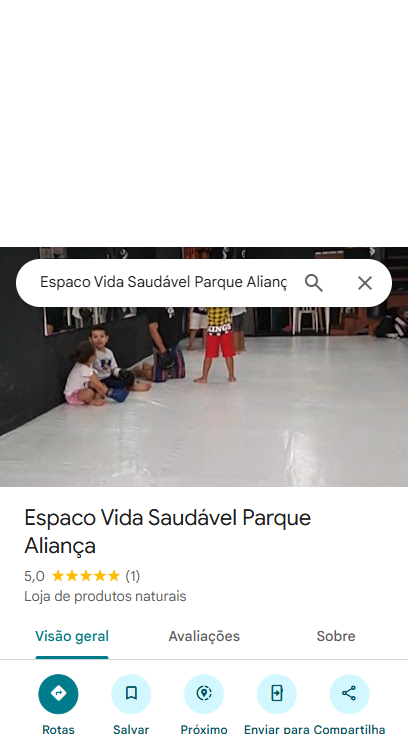 Espaco Vida Saudável Parque Alianç
KINGS
Espaco Vida Saudável Parque
Aliança
5,0 (1)
Loja de produtos naturais
Visão geral Avaliações Sobre
Rotas Salvar Próximo Enviar para Compartilha